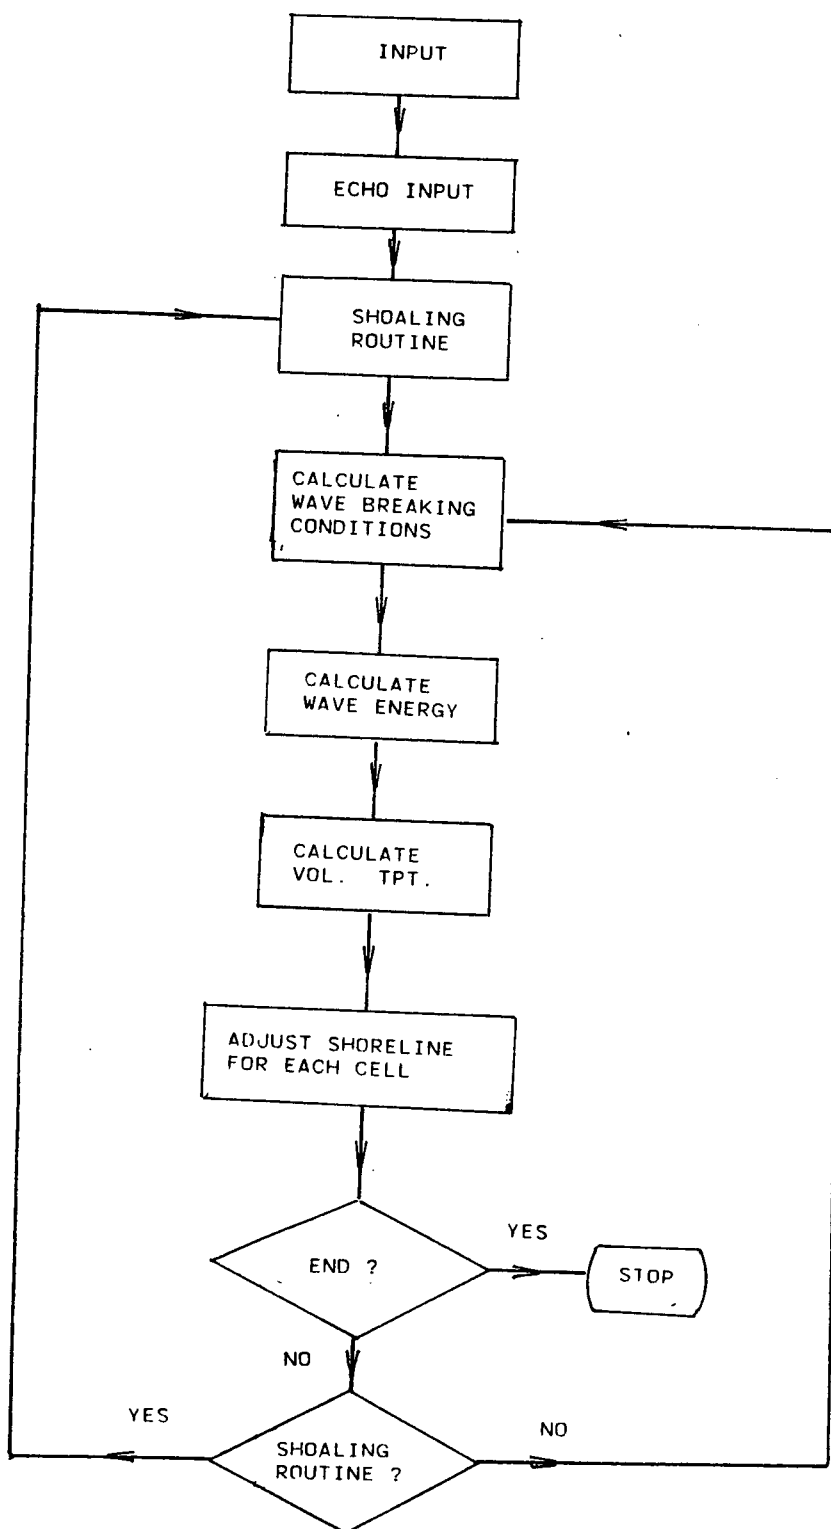 INPUT
ECHO INPUT
SHOALING
ROUTINE
CALCULATE
WAVE BREAKING
CONDITIONS
CALCULATE
WAVE ENERGY
CALCULATE
VOL. TPT.
ADJUST SHORELINE
FOR EACH CELL
END ?
YES
STOP
NO
YES
SHOALING
ROUTINE ?
NO